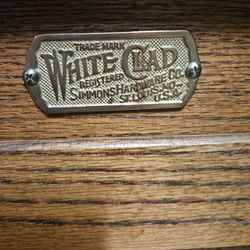 TRADE MARK
WHITE CLAD
REGISTERED
SIMMONS HARDWARE CO.
ST. LOUIS U.S.A.